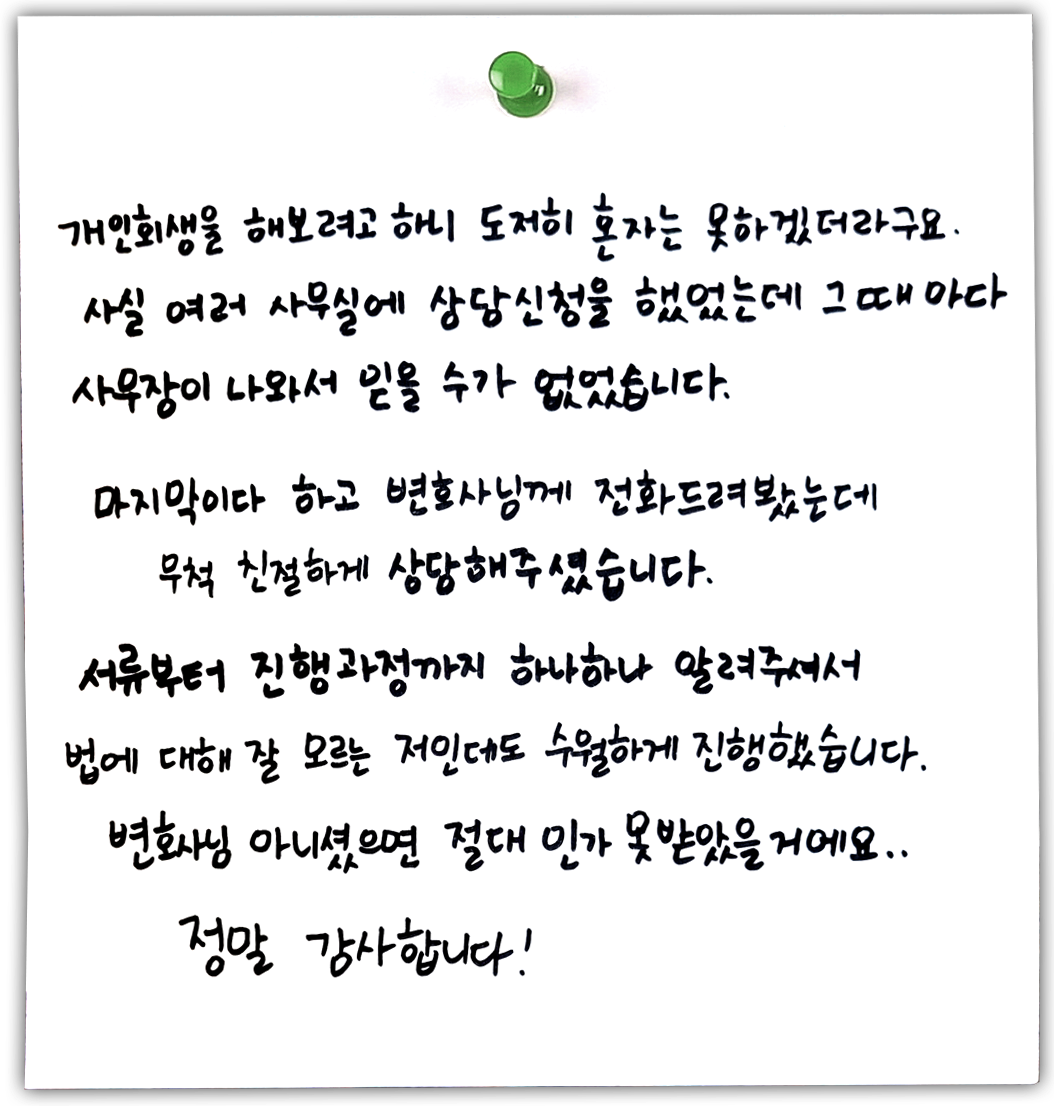 개인회생을 해보려고 하니 도저히 혼자는 못하겠더라구요.
사실 여러 사무실에 상담신청을 했었는데 그때마다
사무장이 나와서 믿을 수가 없었습니다.
마지막이다 하고 변호사님께 전화드려봤는데
무척 친절하게 상담해주셨습니다.
서류부터 진행과정까지 하나하나 알려주셔서
법에 대해 잘 모르는 저인데도 수월하게 진행했습니다.
변호사님 아니셨으면 절대 인가 못받았을거에요..
정말 감사합니다!